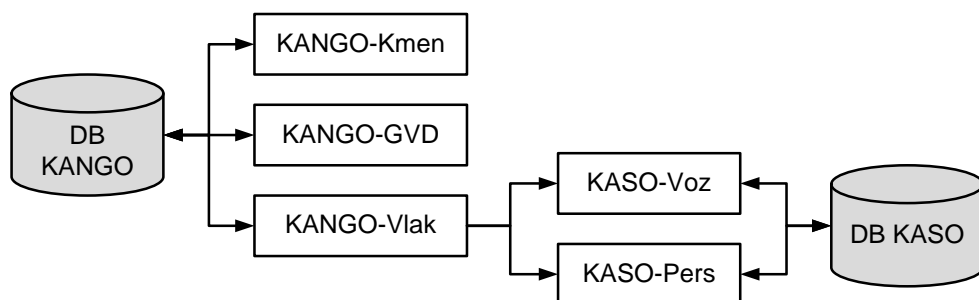 KANGO-Kmen
DB
KANGO
KANGO-GVD
KANGO-Vlak
KASO-Voz
KASO-Pers
DB KASO